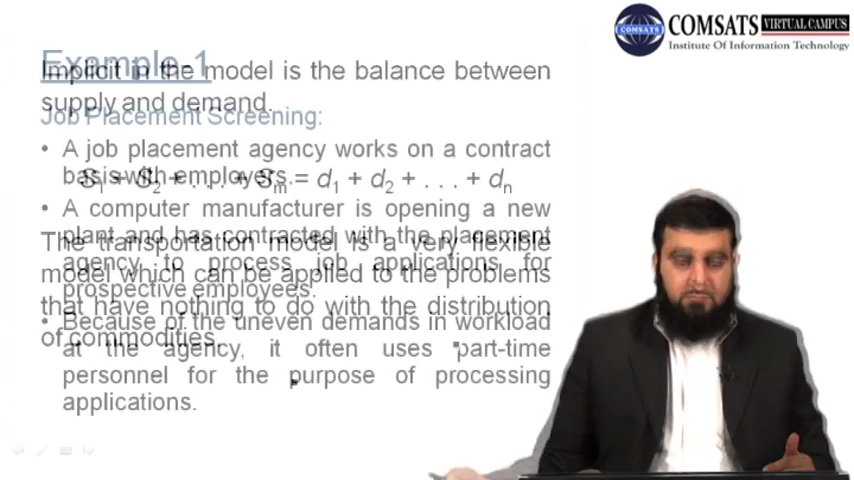 COMSATS VIRTUAL CAMPUS
COMSATS
Institute Of Information Technology
Example-1
Implicit in the model is the balance between
supply and demand.
Job Placement Screening:
• A job placement agency works on a contract
basis with employers.
S1 + S2 + . . . + Sm = d1 + d2 + . . . + dn
• A computer manufacturer is opening a new
plant and has contracted with the placement
The transportation model is a very flexible
agency to process job applications for
model which can be applied to the problems
prospective employees.
that have nothing to do with the distribution
• Because of the uneven demands in workload
of commodities.
at the agency, it often uses part-time
personnel for the purpose of processing
applications.